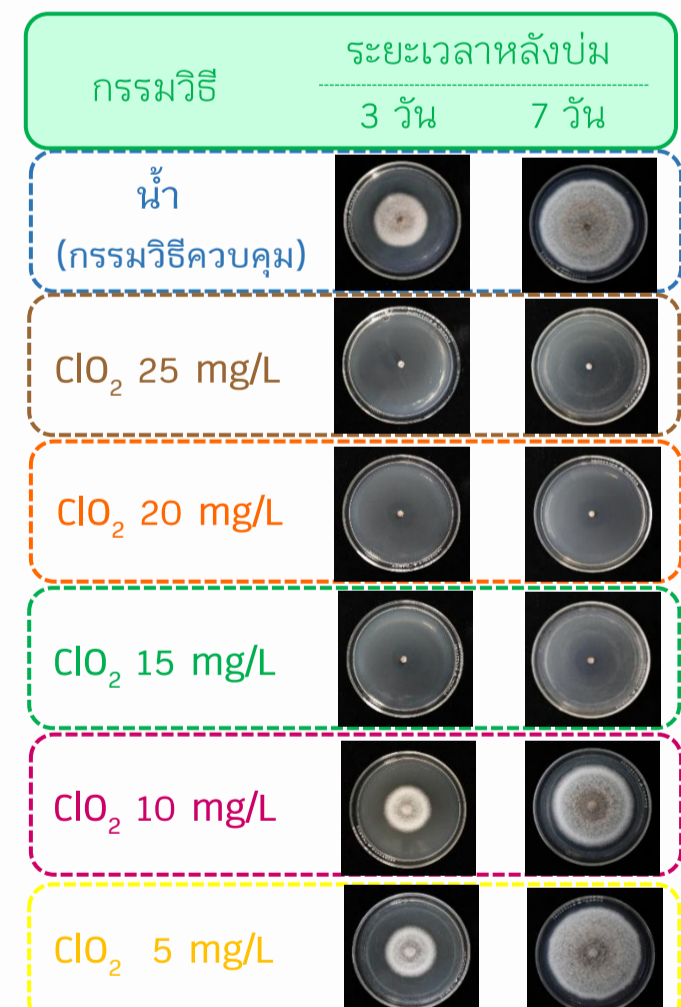 กรรมวิธี
ระยะเวลาหลังบ่ม
3 วัน 7 วัน
น้ำ
(กรรมวิธีควบคุม)
ClO₂ 25 mg/L
ClO₂ 20 mg/L
ClO₂ 15 mg/L
ClO₂ 10 mg/L
ClO₂ 5 mg/L